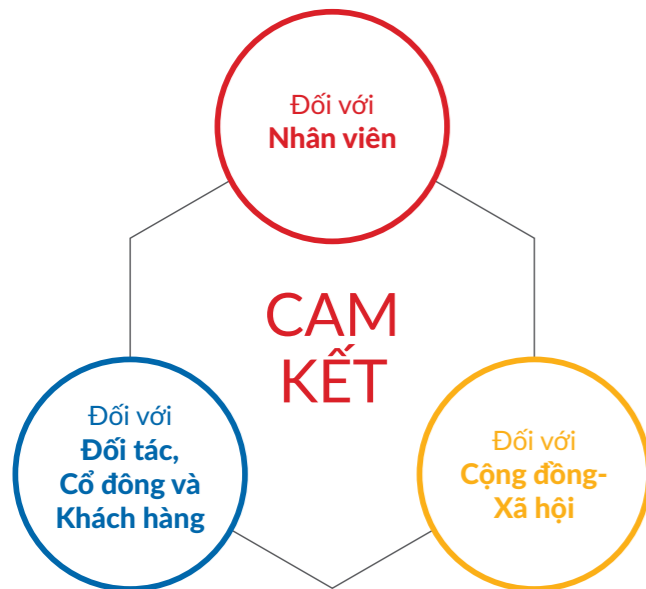 Đối với
Nhân viên
CAM
KẾT
Đối với
Đối tác,
Cổ đông và
Khách hàng
Đối với
Cộng đồng-
Xã hội